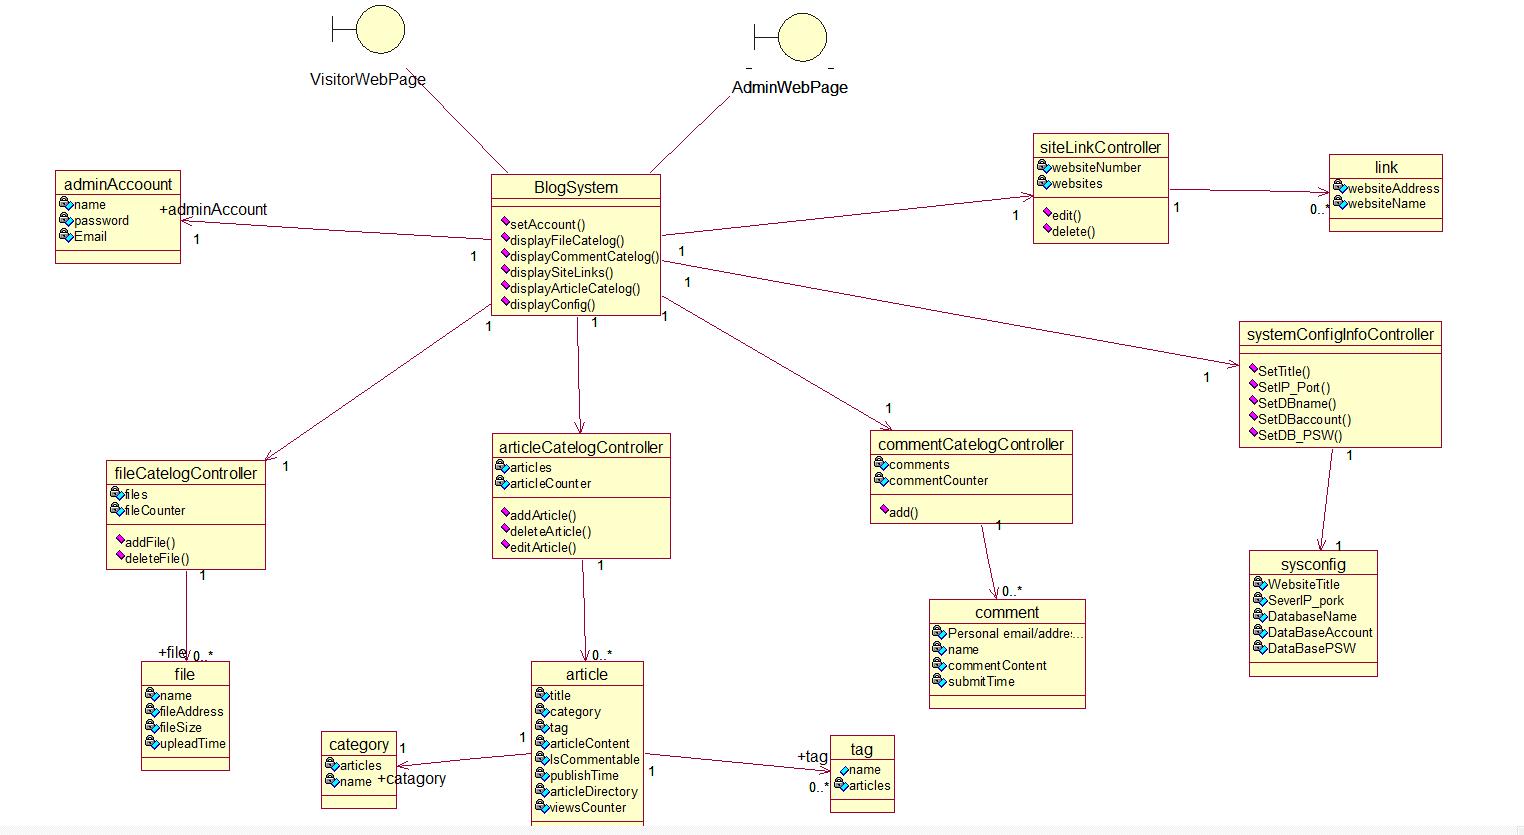 VisitorWebPage
AdminWebPage
adminAccoount
name
password
Email
+adminAccount
1
1
BlogSystem
setAccount()
displayFileCatelog()
displayCommentCatelog()
displaySiteLinks()
displayArticleCatelog()
displayConfig()
1
1
1
1
1
siteLinkController
websiteNumber
websites
edit()
delete()
1
1
link
websiteAddress
websiteName
0..*
systemConfigInfoController
SetTitle()
SetIP_Port()
SetDBname()
SetDBaccount()
SetDB_PSW()
1
1
fileCatelogController
files
fileCounter
addFile()
deleteFile()
1
1
articleCatelogController
articles
articleCounter
addArticle()
deleteArticle()
editArticle()
1
commentCatelogController
comments
commentCounter
add()
1
1
sysconfig
WebsiteTitle
SeverIP_pork
DatabaseName
DataBaseAccount
DataBasePSW
1
comment
Personal email/addre...
name
commentContent
submitTime
0..*
+file
0..*
file
name
fileAddress
fileSize
upleadTime
0..*
article
title
category
tag
articleContent
IsCommentable
publishTime
articleDirectory
viewsCounter
1
1
category
articles
name
1
+catagory
+tag
0..*
tag
name
articles